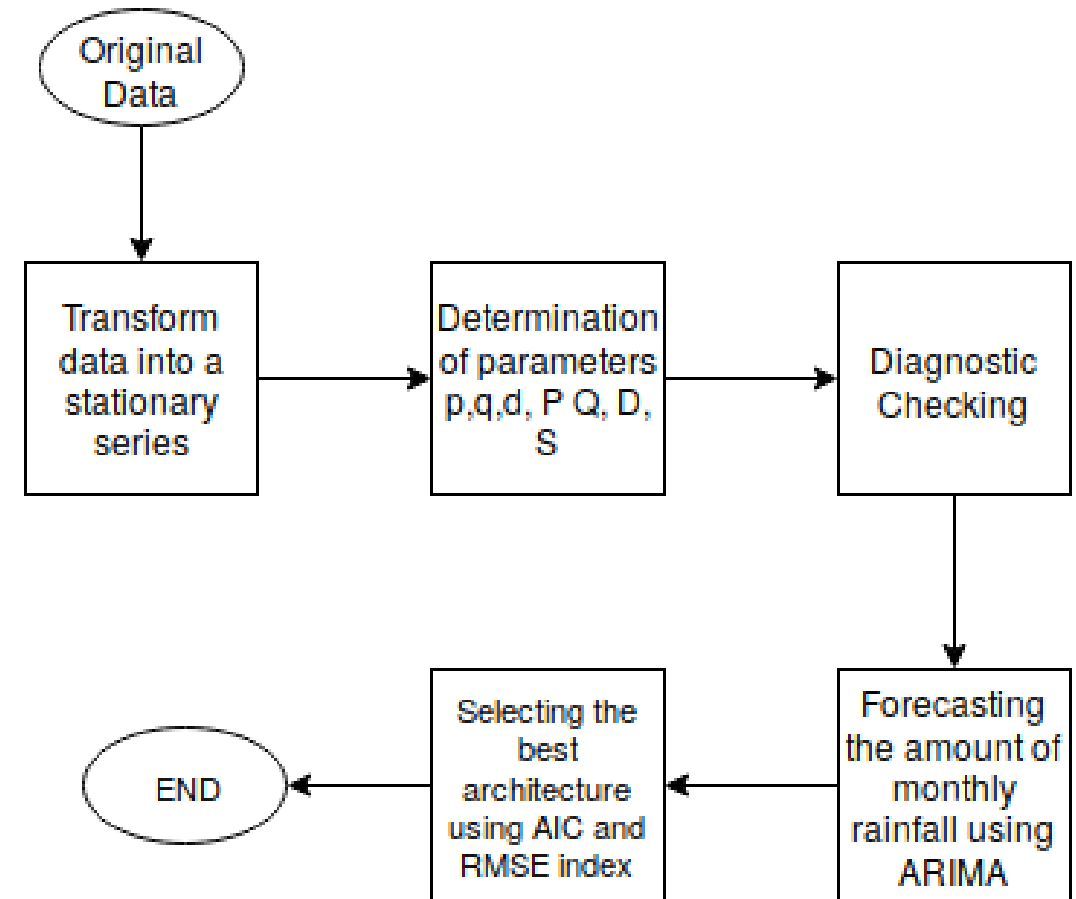 Original
Data
Transform
data into a
stationary
series
Determination
of parameters
p,q,d, P Q, D,
S
Diagnostic
Checking
Forecasting
the amount of
monthly
rainfall using
ARIMA
Selecting the
best
architecture
using AIC and
RMSE index
END